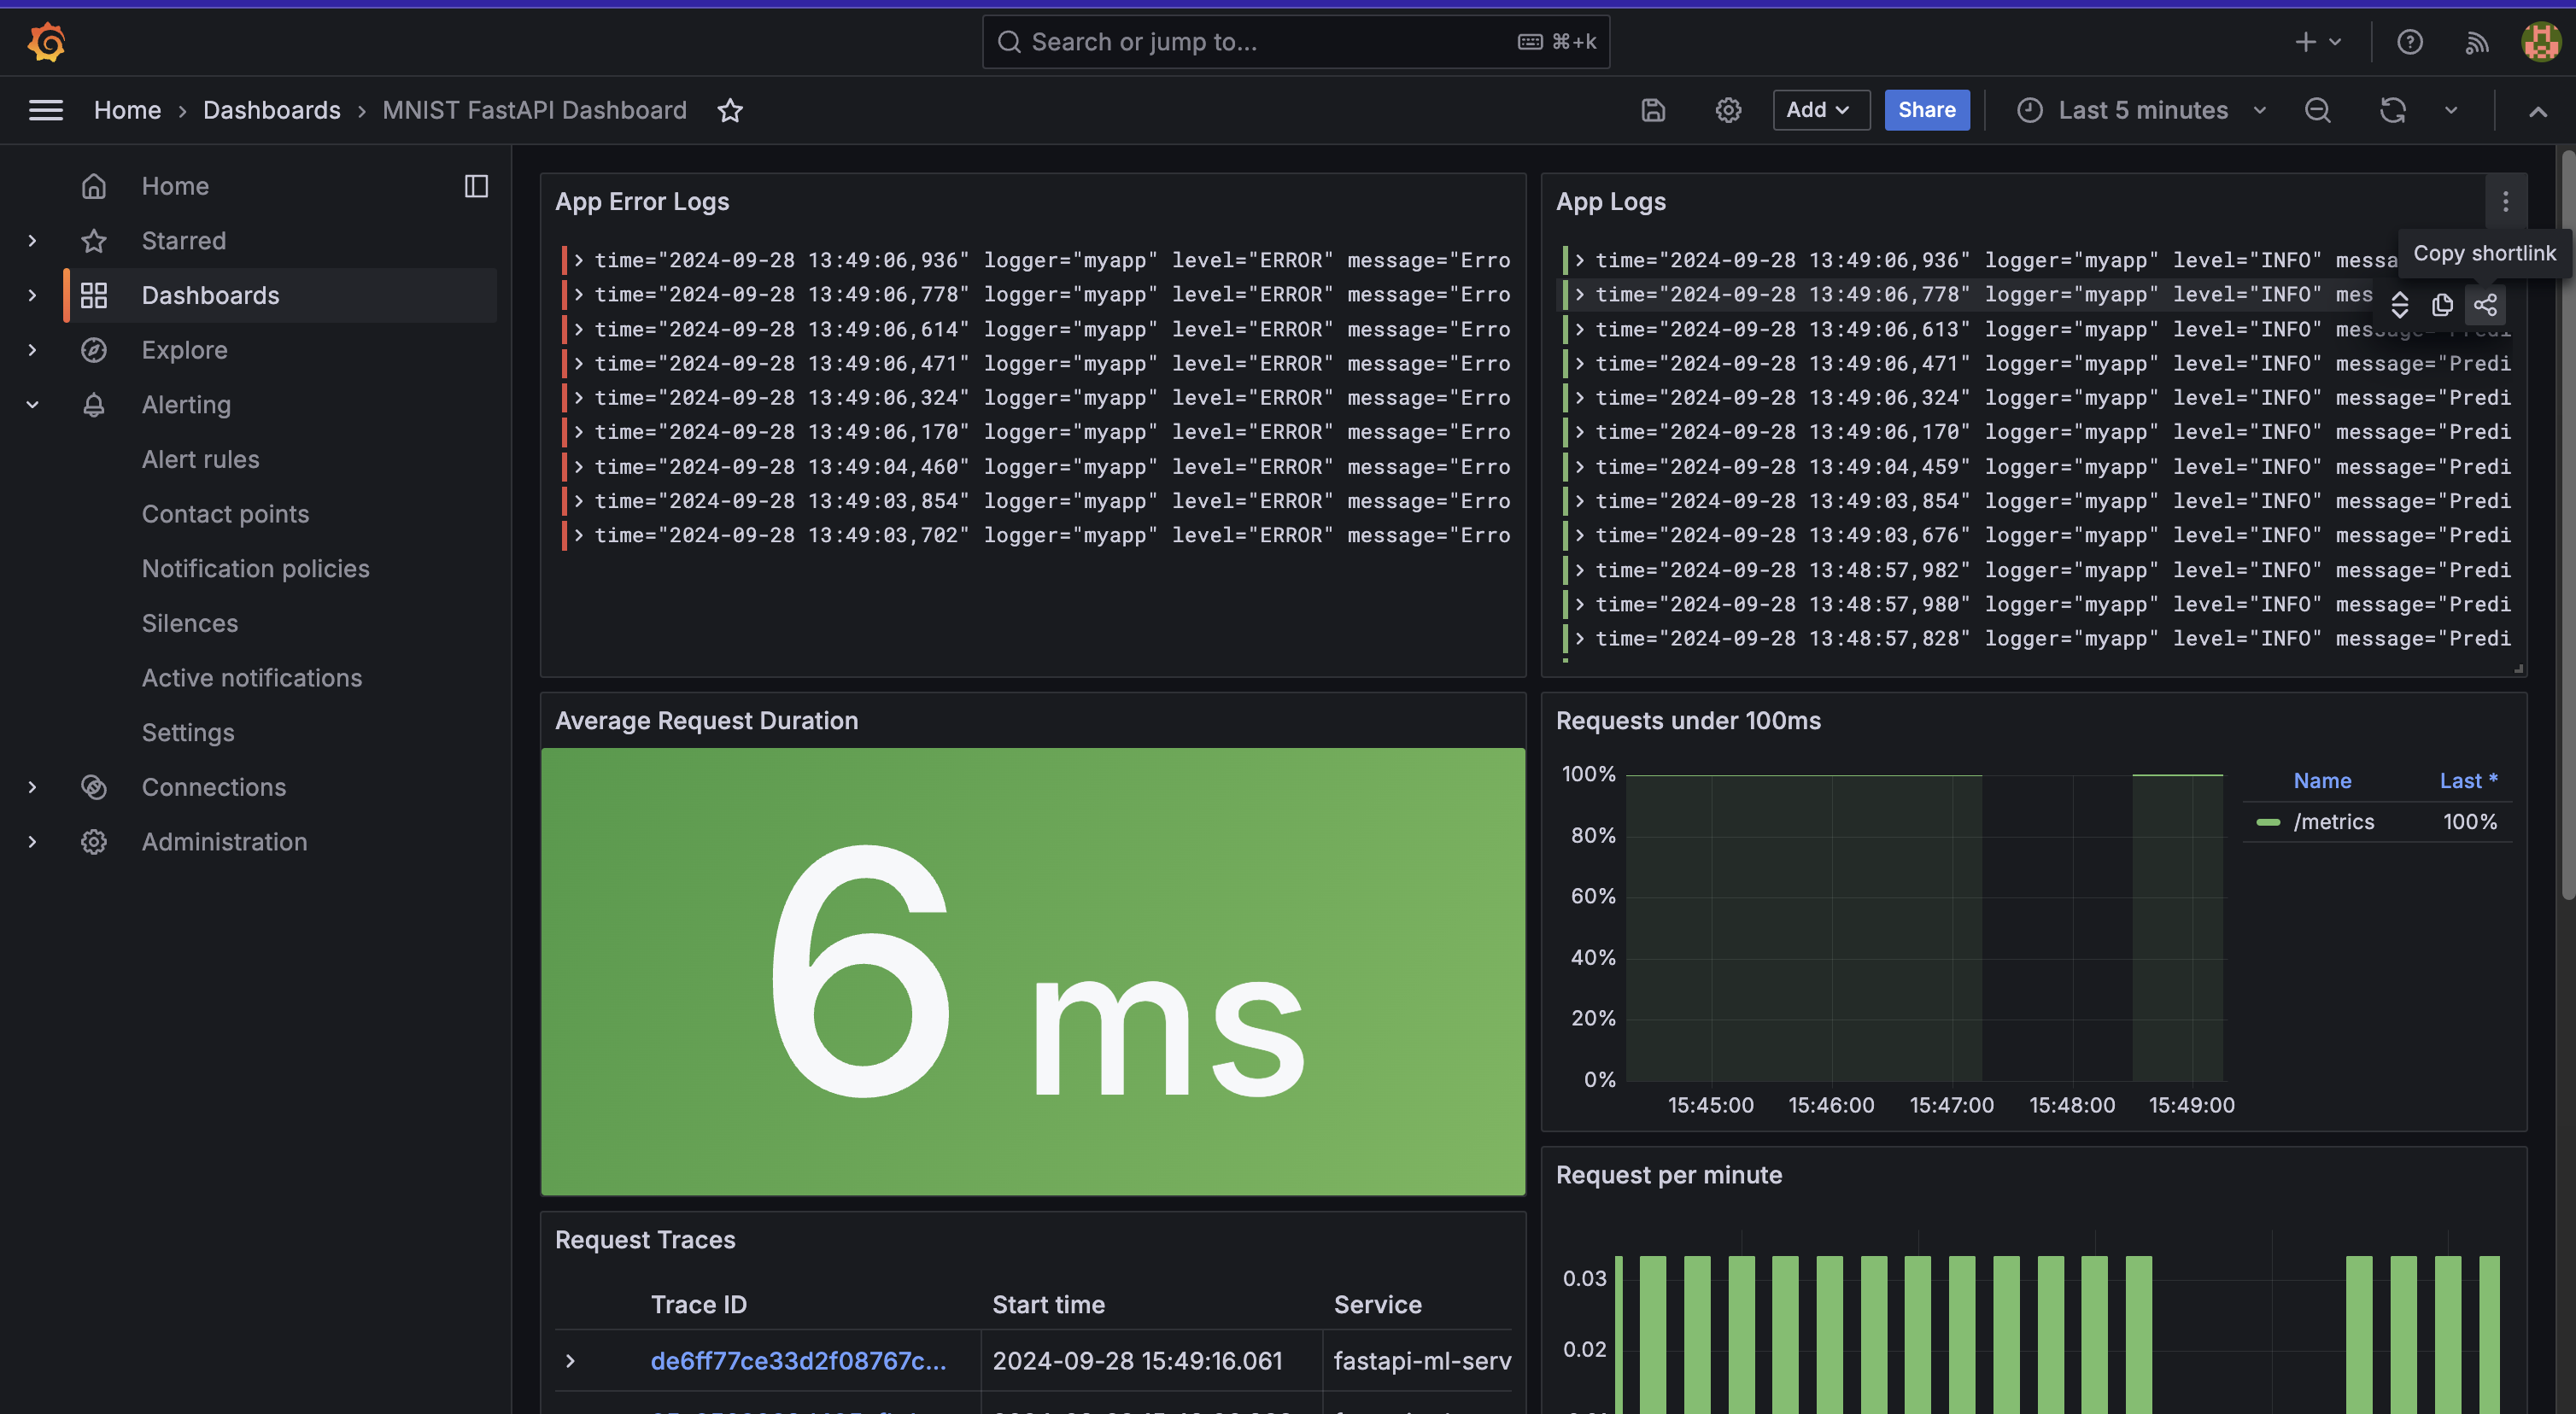 Search or jump to...
⌘+k
Home › Dashboards › MNIST FastAPI Dashboard
Add
Share
Last 5 minutes
Home
Starred
Dashboards
Explore
Alerting
Alert rules
Contact points
Notification policies
Silences
Active notifications
Settings
Connections
Administration
App Error Logs
time="2024-09-28 13:49:06,936" logger="myapp" level="ERROR" message="Erro
time="2024-09-28 13:49:06,778" logger="myapp" level="ERROR" message="Erro
time="2024-09-28 13:49:06,614" logger="myapp" level="ERROR" message="Erro
time="2024-09-28 13:49:06,471" logger="myapp" level="ERROR" message="Erro
time="2024-09-28 13:49:06,324" logger="myapp" level="ERROR" message="Erro
time="2024-09-28 13:49:06,170" logger="myapp" level="ERROR" message="Erro
time="2024-09-28 13:49:04,460" logger="myapp" level="ERROR" message="Erro
time="2024-09-28 13:49:03,854" logger="myapp" level="ERROR" message="Erro
time="2024-09-28 13:49:03,702" logger="myapp" level="ERROR" message="Erro
App Logs
Copy shortlink
time="2024-09-28 13:49:06,936" logger="myapp" level="INFO" messa
time="2024-09-28 13:49:06,778" logger="myapp" level="INFO" mes
time="2024-09-28 13:49:06,613" logger="myapp" level="INFO" message="Predi
time="2024-09-28 13:49:06,471" logger="myapp" level="INFO" message="Predi
time="2024-09-28 13:49:06,324" logger="myapp" level="INFO" message="Predi
time="2024-09-28 13:49:06,170" logger="myapp" level="INFO" message="Predi
time="2024-09-28 13:49:04,459" logger="myapp" level="INFO" message="Predi
time="2024-09-28 13:49:03,854" logger="myapp" level="INFO" message="Predi
time="2024-09-28 13:49:03,676" logger="myapp" level="INFO" message="Predi
time="2024-09-28 13:48:57,982" logger="myapp" level="INFO" message="Predi
time="2024-09-28 13:48:57,980" logger="myapp" level="INFO" message="Predi
time="2024-09-28 13:48:57,828" logger="myapp" level="INFO" message="Predi
Average Request Duration
6 ms
Requests under 100ms
100%
80%
60%
40%
20%
0%
15:45:00 15:46:00 15:47:00 15:48:00 15:49:00
Name Last *
/metrics 100%
Request Traces
Trace ID Start time Service
de6ff77ce33d2f08767c... 2024-09-28 15:49:16.061 fastapi-ml-serv
Request per minute
0.03
0.02